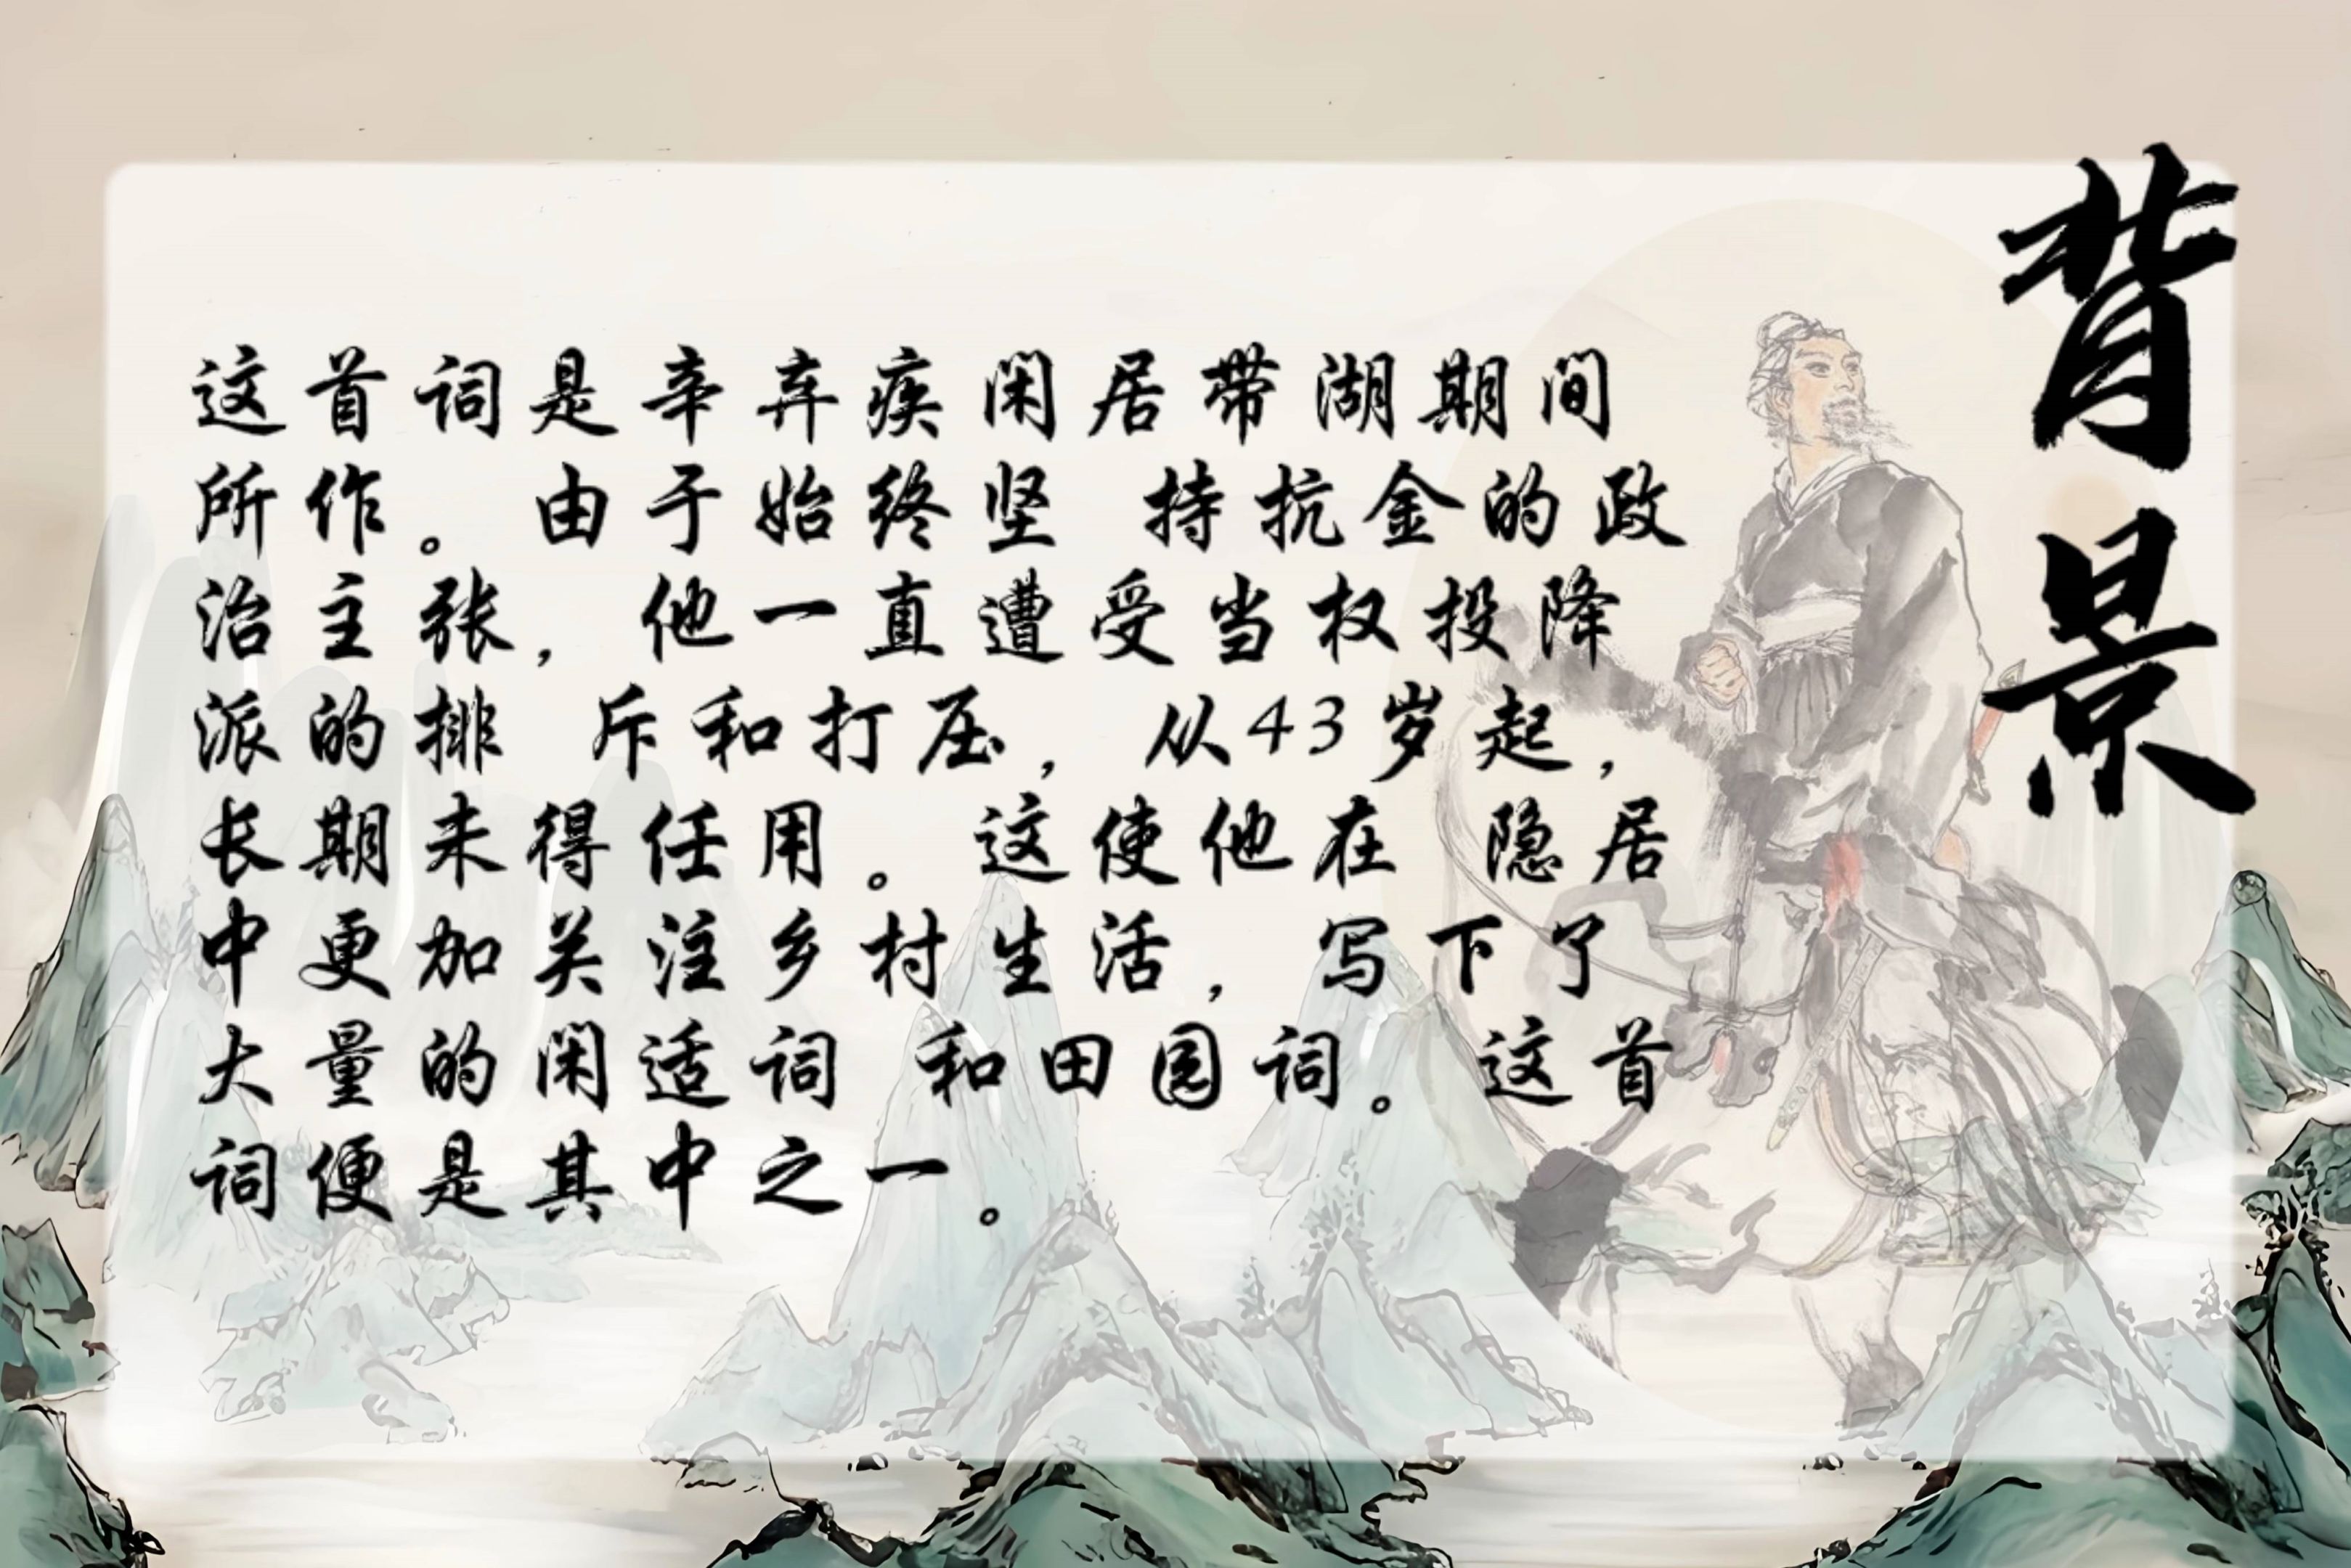 背景
这首词是辛弃疾闲居带湖期间
所作。由于始终坚 持抗金的政
治主张，他一直遭受当权投降
派的排 斥和打压，从43岁起，
长期未得任用。这使他在 隐居
中更加关注乡村生活，写下了
大量的闲适词 和田园词。这首
词便是其中之一。